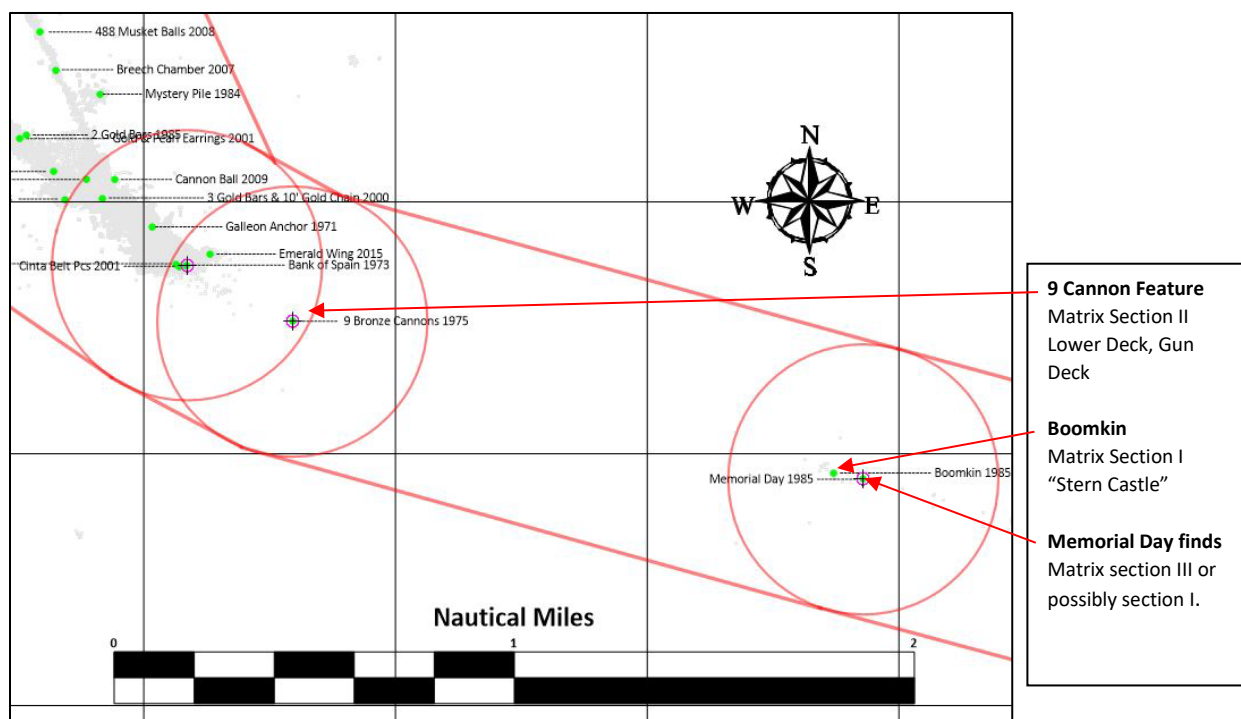 488 Musket Balls 2008
Breech Chamber 2007
Mystery Pile 1984
2 Gold Bars 1985
Gold & Pearl Earrings 2001
Cannon Ball 2009
3 Gold Bars & 10' Gold Chain 2000
Galleon Anchor 1971
Emerald Wing 2015
Cinta Belt Pcs 2001
Bank of Spain 1973
9 Bronze Cannons 1975
N
W
E
S
Memorial Day 1985
Boomkin 1985
Nautical Miles
0
1
2
9 Cannon Feature
Matrix Section II
Lower Deck, Gun
Deck
Boomkin
Matrix Section I
“Stern Castle”
Memorial Day finds
Matrix section III or
possibly section I.